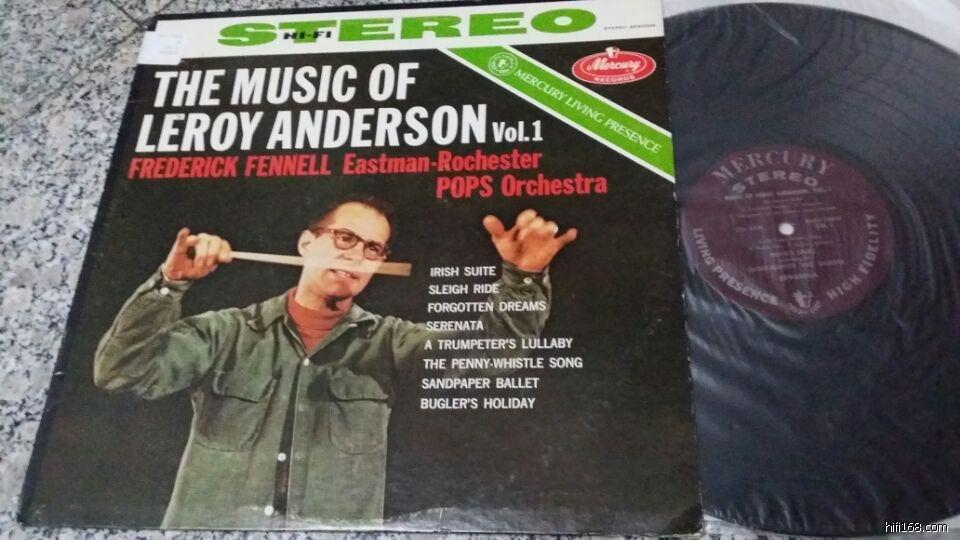 STEREO
HI-FI
Mercury
RECORDS
MERCURY LIVING PRESENCE
THE MUSIC OF
LEROY ANDERSON Vol.1
FREDERICK FENNELL Eastman-Rochester
POPS Orchestra
IRISH SUITE
SLEIGH RIDE
FORGOTTEN DREAMS
SERENATA
A TRUMPETER'S LULLABY
THE PENNY-WHISTLE SONG
SANDPAPER BALLET
BUGLER'S HOLIDAY
MERCURY
STEREO
LIVING PRESENCE
HIGH FIDELITY
hifi168.com